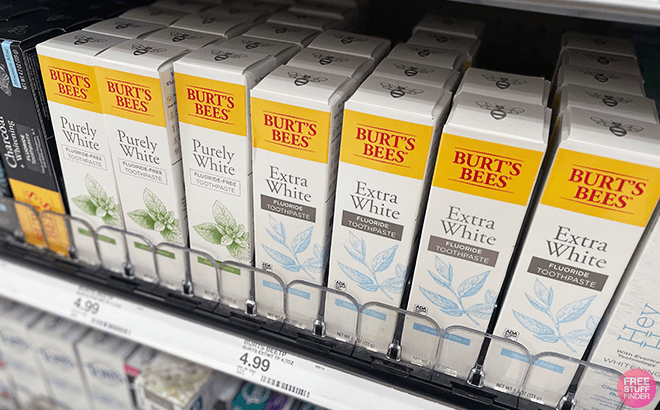 Charcoal
BURT'S
BEES
Purely
White
FLUORIDE-FREE
TOOTHPASTE
BURT'S
BEES
Purely
White
FLUORIDE-FREE
TOOTHPASTE
BURT'S
BEES
Purely
White
FLUORIDE-FREE
TOOTHPASTE
BURT'S
BEES
Extra
White
FLUORIDE
TOOTHPASTE
BURT'S
BEES
Extra
White
FLUORIDE
TOOTHPASTE
BURT'S
BEES
Extra
White
FLUORIDE
TOOTHPASTE
BURT'S
BEES
Extra
White
FLUORIDE
TOOTHPASTE
4.99
BURTS BEETP
4.99
FREE
STUFF
FINDER